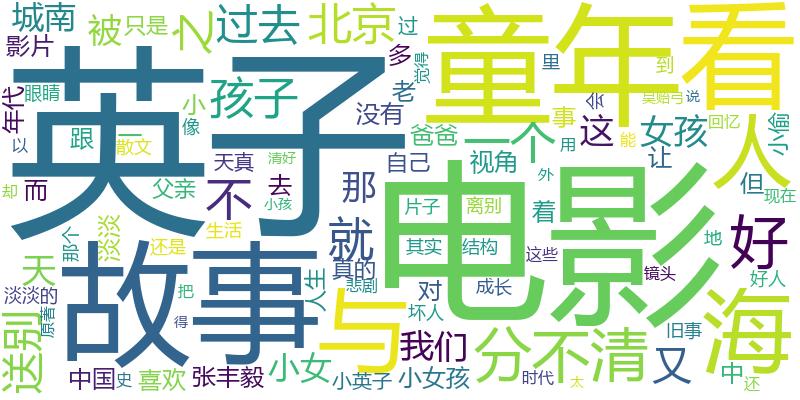 城南
被
只是
过去
北京
过
童年
看
影片
眼睛
年代
英子
孩子
多
觉得
老
里
到
会
莫贻弓
说
小
像
没有
事
小偷
以
跟
一
散文
天真
清好
爸爸
一个
这
用
能
回忆
女孩
人
却
父亲
小孩
去
自己
视角
让
而
不
那
电影
外
但
现在
那个
淡淡
还是
生活
故事
就
片子
离别
着
地
好
天
真的
其实
结构
这些
镜头
好人
淡淡的
原著
把
得
人生
悲剧
对
成长
与
坏人
海
送别
我们
分不清
旧事
中国
史
喜欢
张丰毅
小女
小英子
小女孩
时代
太
又
中
还